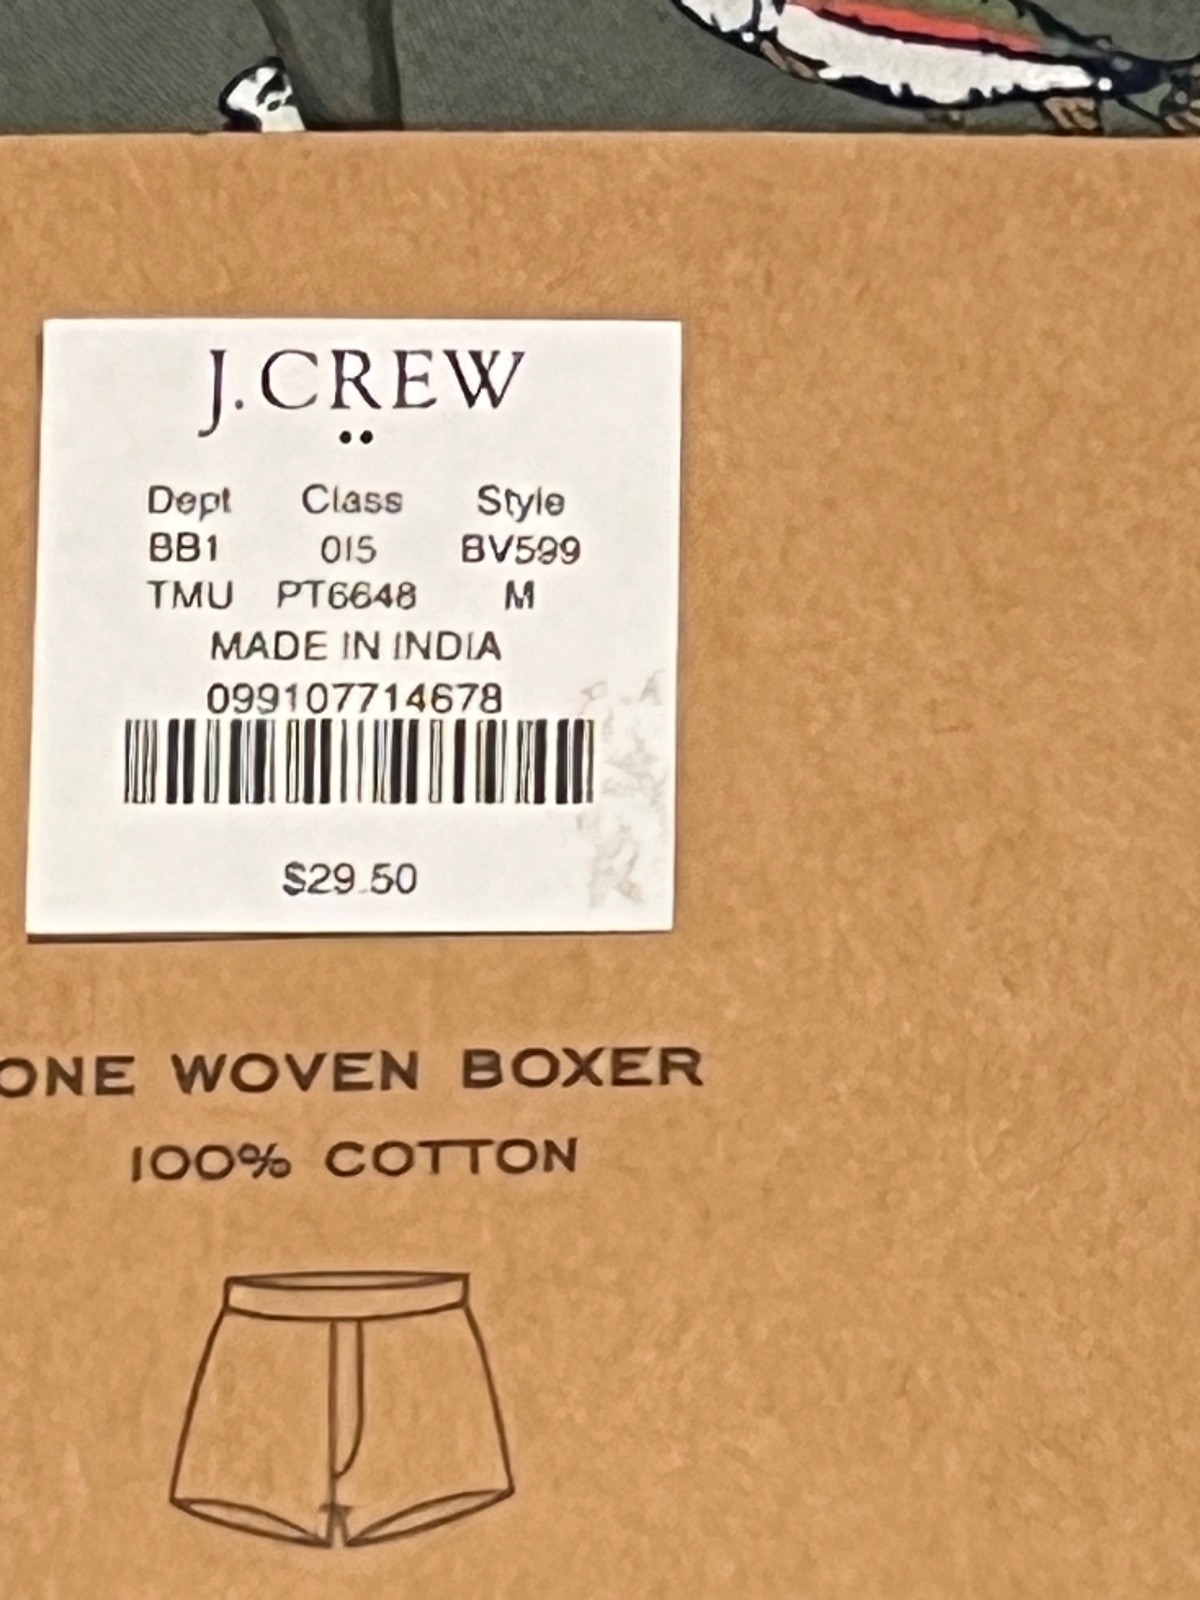 J.CREW
Dept Class Style
BB1 015 BV599
TMU PT6648 M
MADE IN INDIA
099107714678
$29.50
ONE WOVEN BOXER
100% COTTON